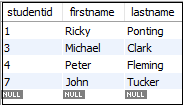 studentid firstname lastname
1 Ricky Ponting
3 Michael Clark
4 Peter Fleming
7 John Tucker
NULL NULL NULL